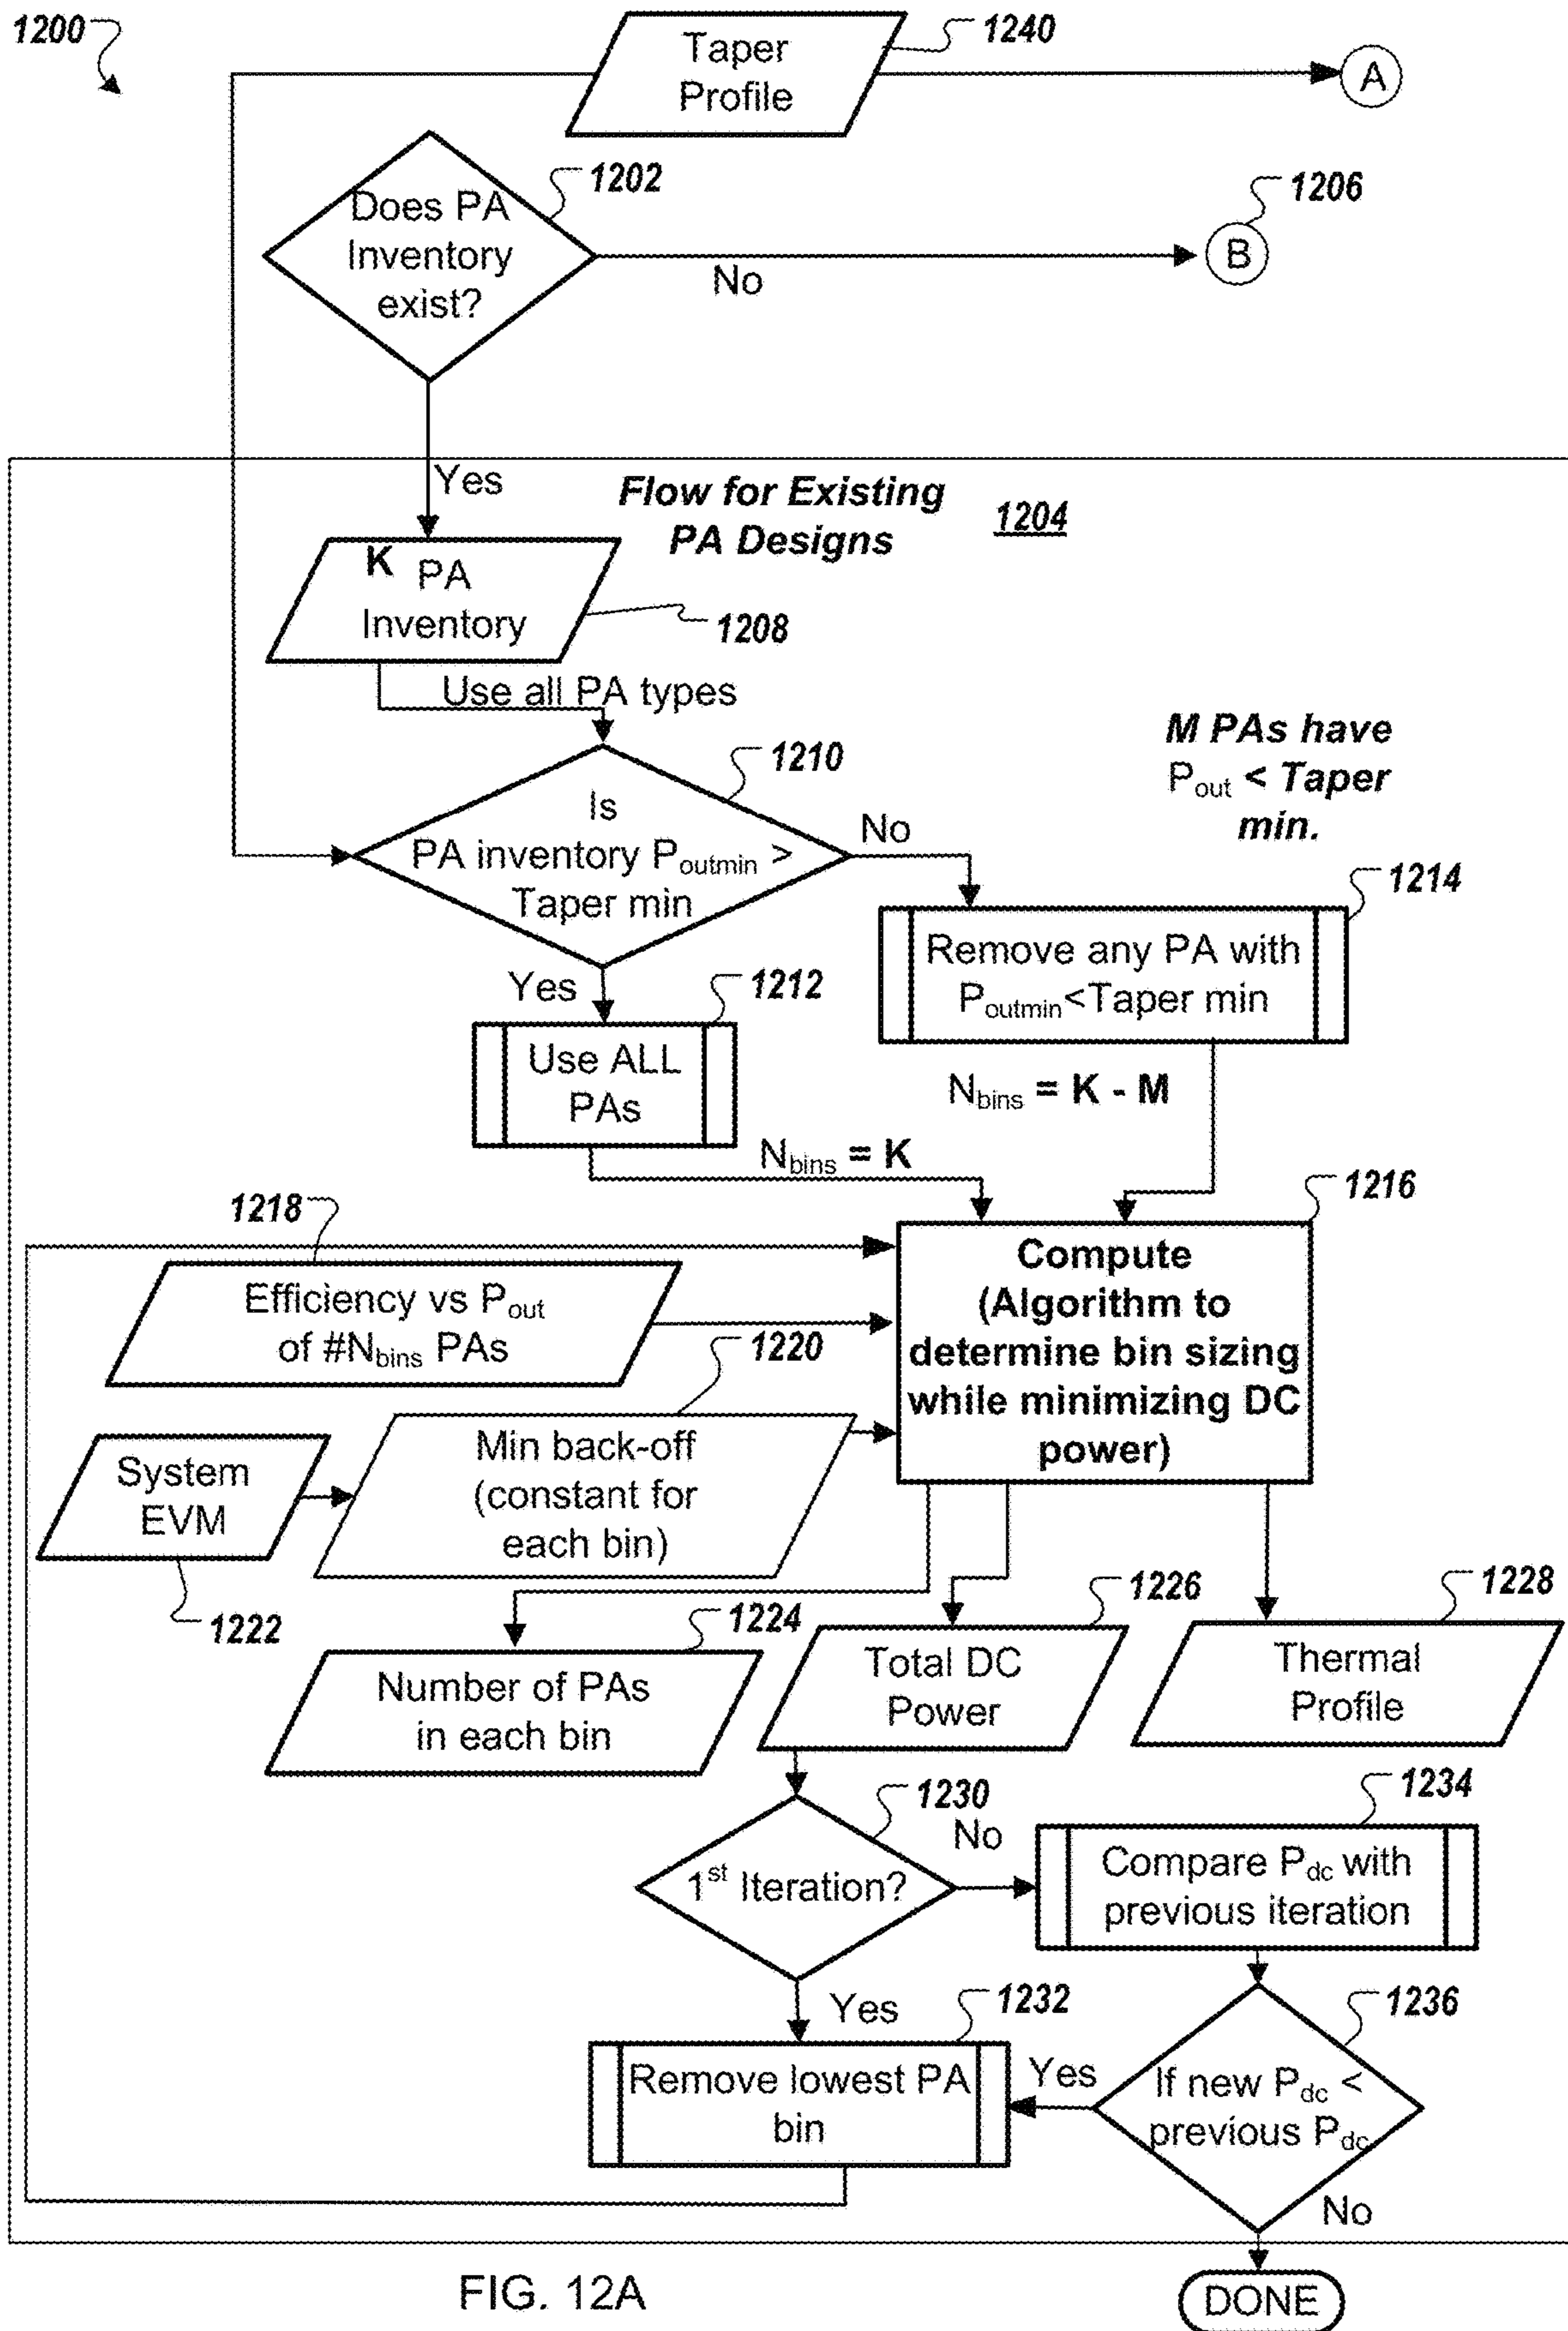 1200
Taper
Profile
1240
A
Does PA
Inventory
exist?
1202
No
1206
B
Yes
Flow for Existing
PA Designs
1204
K PA
Inventory
1208
Use all PA types
M PAs have
Pout < Taper
min.
1210
Is
PA inventory Poutmin >
Taper min
No
1214
Remove any PA with
Poutmin<Taper min
Yes
1212
Use ALL
PAs
Nbins = K - M
Nbins = K
1216
Compute
(Algorithm to
determine bin sizing
while minimizing DC
power)
1218
Efficiency vs Pout
of #Nbins PAs
1220
Min back-off
(constant for
each bin)
System
EVM
1222
1224
Number of PAs
in each bin
1226
Total DC
Power
1228
Thermal
Profile
1230
1st Iteration?
No
1234
Compare Pdc with
previous iteration
Yes
1232
Remove lowest PA
bin
Yes
1236
If new Pdc <
previous Pdc
No
DONE
FIG. 12A